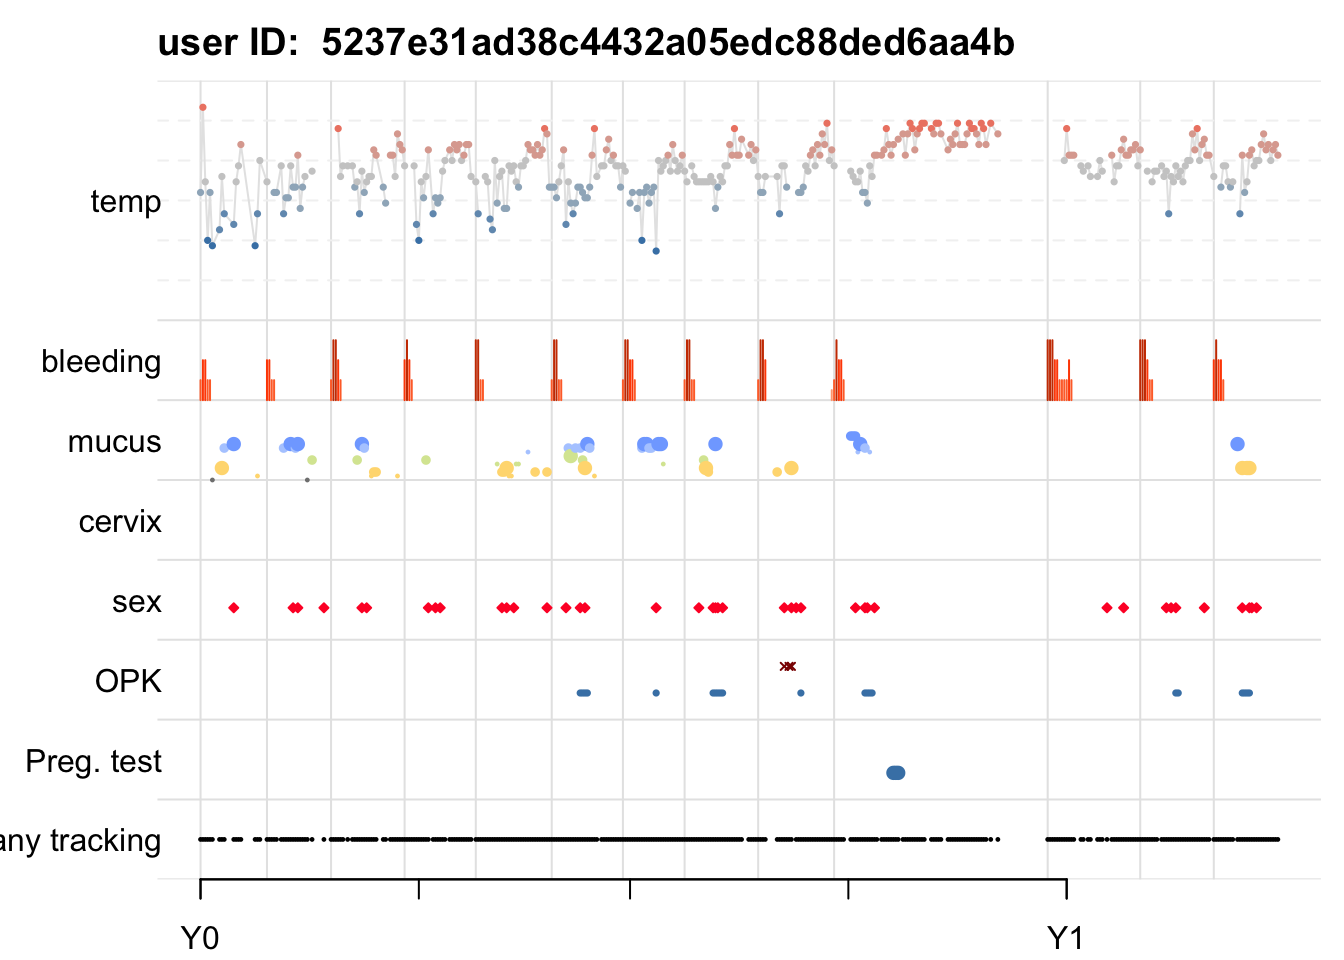 user ID:  5237e31ad38c4432a05edc88ded6aa4b
temp
bleeding
mucus
cervix
sex
OPK
Preg. test
any tracking
Y0
Y1